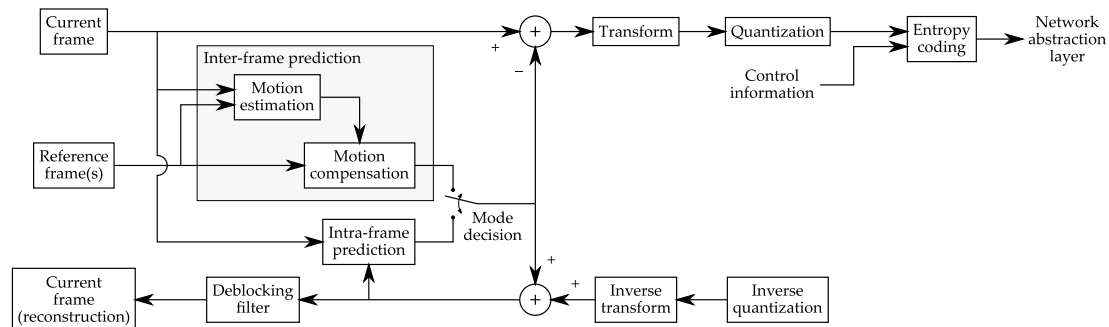 Current
frame
+
+
−
Transform
Quantization
Entropy
coding
Network
abstraction
layer
Control
information
Inter-frame prediction
Motion
estimation
Reference
frame(s)
Motion
compensation
Mode
decision
Intra-frame
prediction
Current
frame
(reconstruction)
Deblocking
filter
+
+
+
Inverse
transform
Inverse
quantization